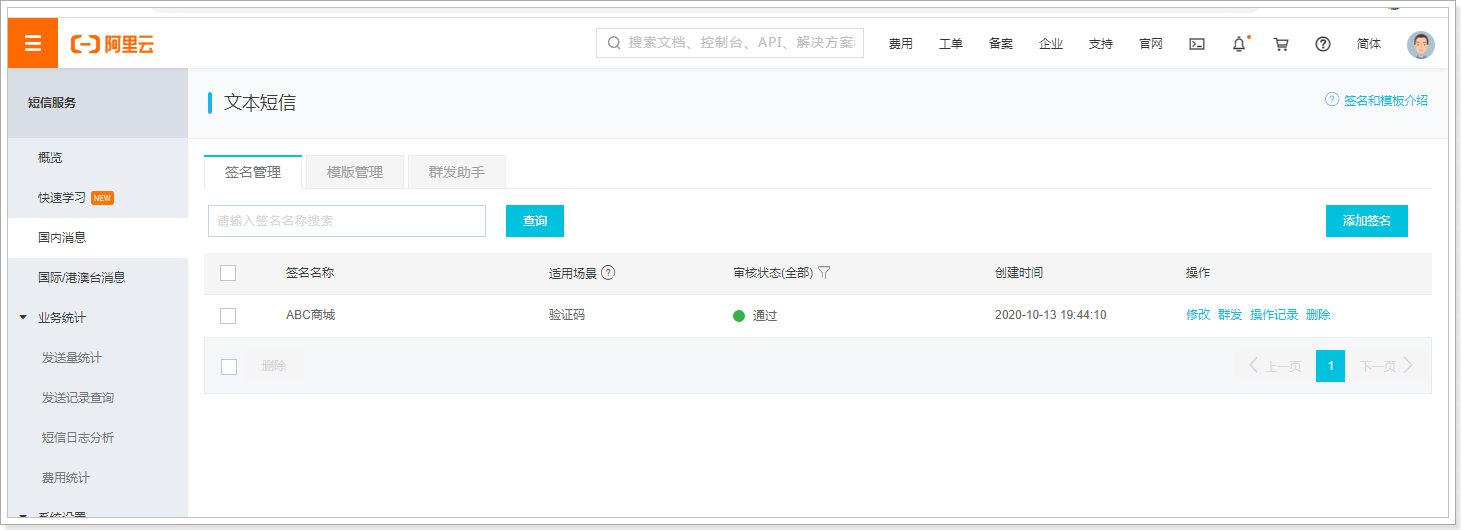 阿里云
搜索文档、控制台、API、解决方案
费用 工单 备案 企业 支持 官网 简体
短信服务
概览
快速学习 NEW
国内消息
国际/港澳台消息
业务统计
发送量统计
发送记录查询
短信日志分析
费用统计
系统设置
文本短信
签名和模板介绍
签名管理 模版管理 群发助手
请输入签名名称搜索 查询 添加签名
签名名称 适用场景 审核状态(全部) 创建时间 操作
ABC商城 验证码 通过 2020-10-13 19:44:10 修改 群发 操作记录 删除
删除 上一页 1 下一页